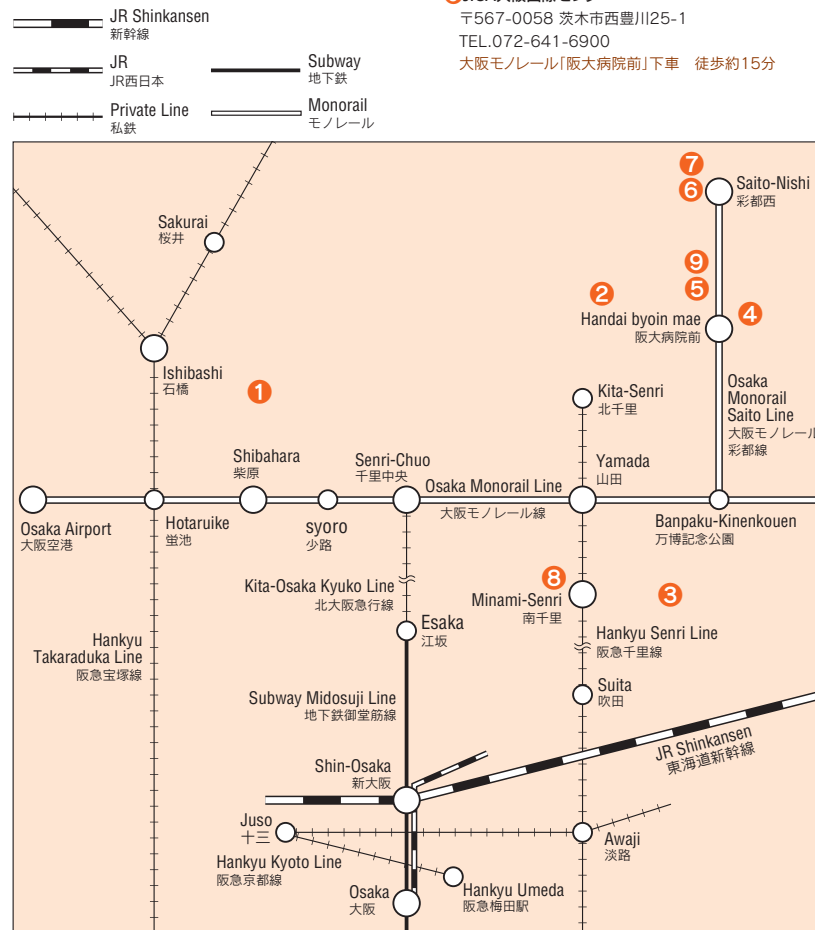 JR Shinkansen
新幹線
JR
JR西日本
Private Line
私鉄
Subway
地下鉄
Monorail
モノレール
〒567-0058 茨木市西豊川25-1
TEL.072-641-6900
大阪モノレール｢阪大病院前｣下車　徒歩約15分
7
6
Saito-Nishi
彩都西
Sakurai
桜井
9
5
2
4
Handai byoin mae
阪大病院前
Ishibashi
石橋
1
Kita-Senri
北千里
Osaka
Monorail
Saito Line
大阪モノレール
彩都線
Shibahara
柴原
Senri-Chuo
千里中央
Yamada
山田
Osaka Monorail Line
大阪モノレール線
Osaka Airport
大阪空港
Hotaruike
蛍池
syoro
少路
Banpaku-Kinenkouen
万博記念公園
Kita-Osaka Kyuko Line
北大阪急行線
8
Minami-Senri
南千里
3
Esaka
江坂
Hankyu
Takaraduka Line
阪急宝塚線
Hankyu Senri Line
阪急千里線
Subway Midosuji Line
地下鉄御堂筋線
Suita
吹田
Shin-Osaka
新大阪
JR Shinkansen
東海道新幹線
Juso
十三
Awaji
淡路
Hankyu Kyoto Line
阪急京都線
Osaka
大阪
Hankyu Umeda
阪急梅田駅